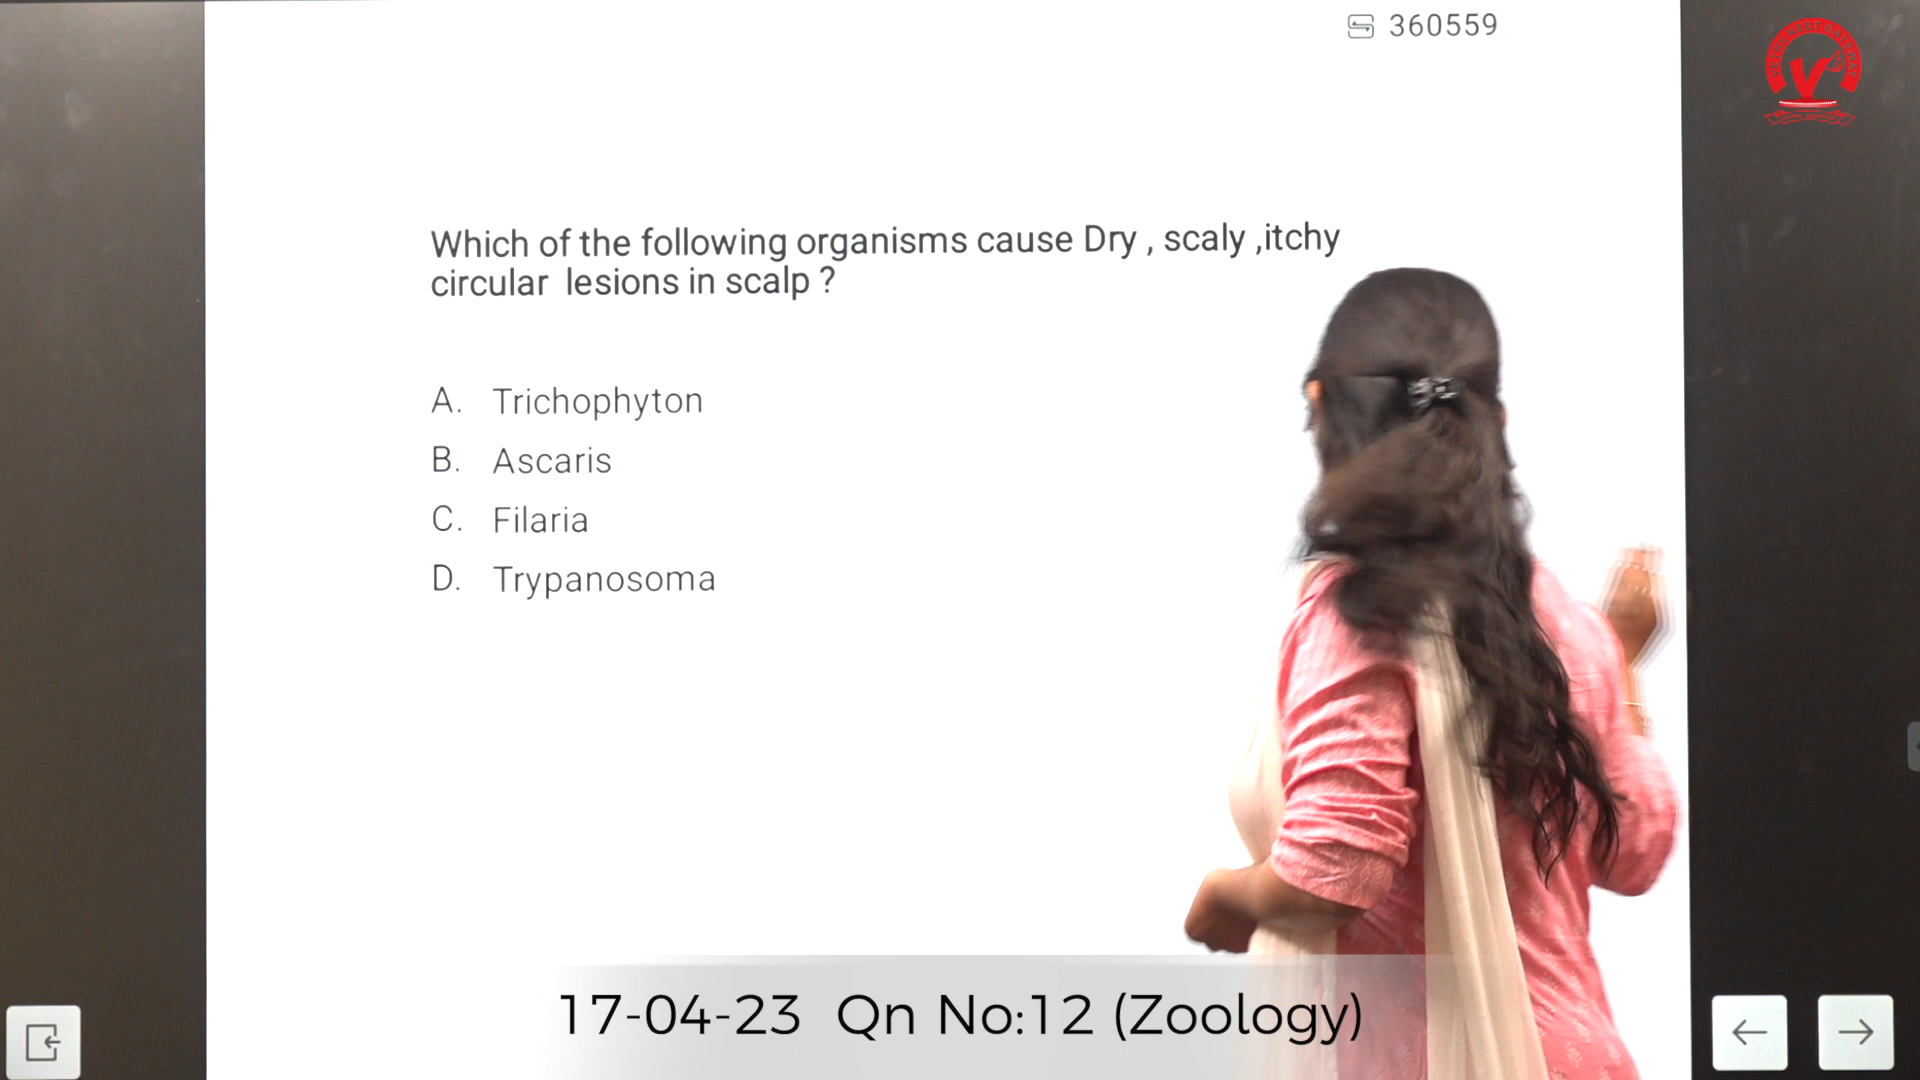 360559
Which of the following organisms cause Dry , scaly ,itchy
circular lesions in scalp ?
A. Trichophyton
B. Ascaris
C. Filaria
D. Trypanosoma
17-04-23 Qn No:12 (Zoology)